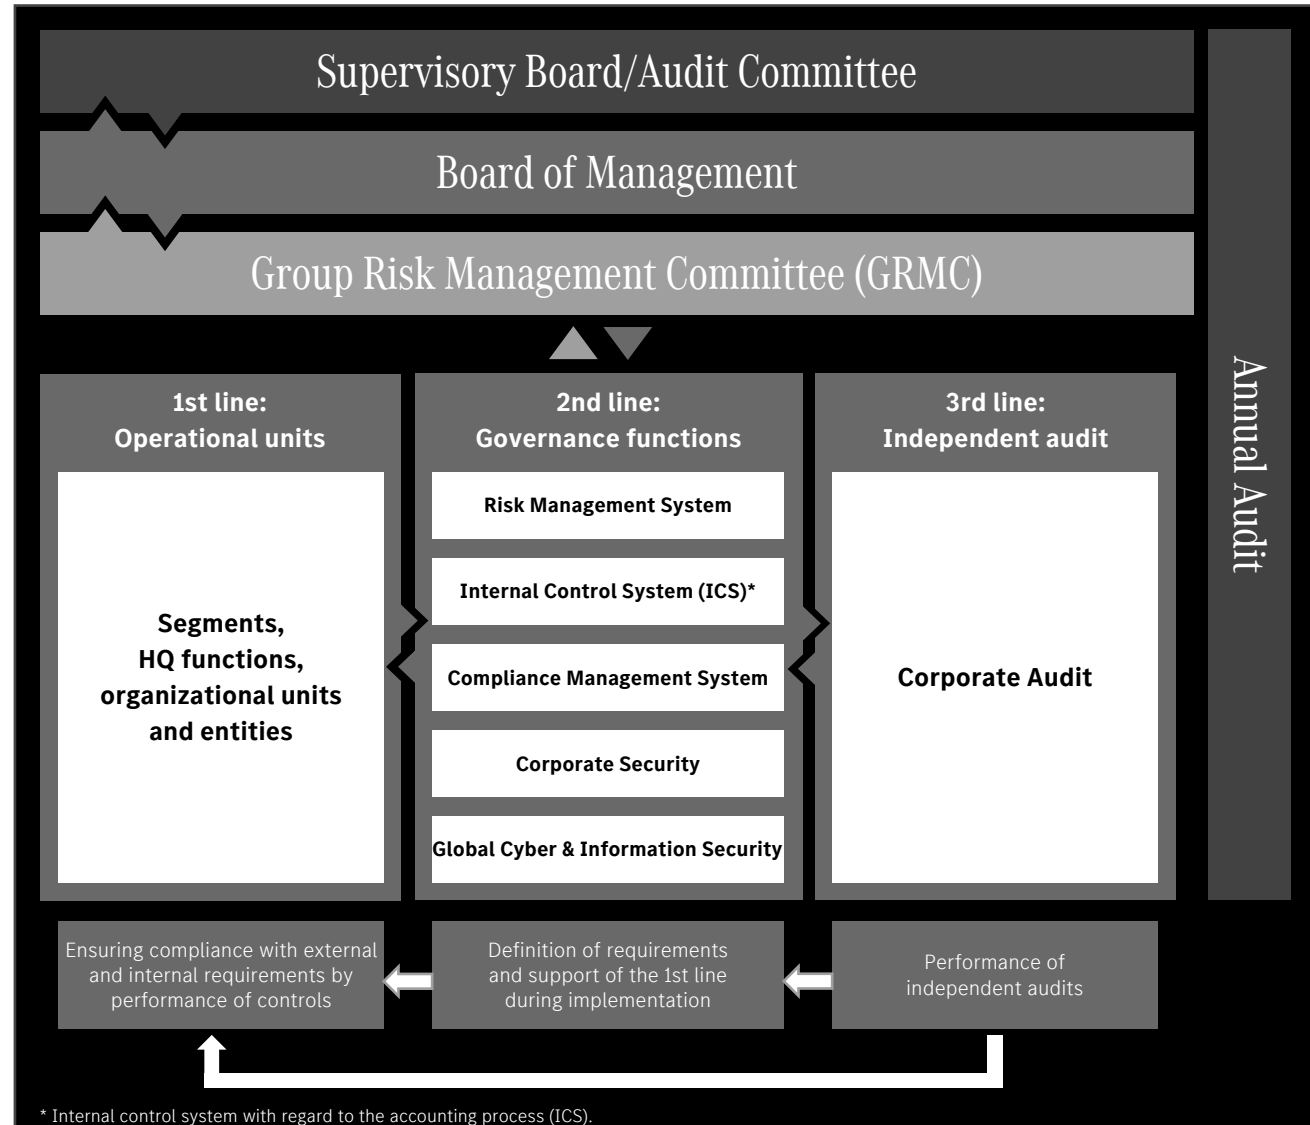 Supervisory Board/Audit Committee
Board of Management
Group Risk Management Committee (GRMC)
Annual Audit
1st line:
Operational units
Segments,
HQ functions,
organizational units
and entities
2nd line:
Governance functions
Risk Management System
Internal Control System (ICS)*
Compliance Management System
Corporate Security
Global Cyber & Information Security
3rd line:
Independent audit
Corporate Audit
Ensuring compliance with external
and internal requirements by
performance of controls
Definition of requirements
and support of the 1st line
during implementation
Performance of
independent audits
* Internal control system with regard to the accounting process (ICS).